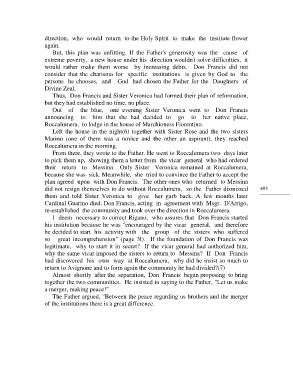 direction, who would return to the Holy Spirit to make the institute flower
again.
But, this plan was unfitting. If the Father's generosity was the cause of
extreme poverty, a new house under his direction wouldn't solve difficulties, it
would rather make them worse by increasing debts. Don Francis did not
consider that the charisma for specific institutions is given by God to the
persons he chooses, and God had chosen the Father for the Daughters of
Divine Zeal.
Thus, Don Francis and Sister Veronica had formed their plan of reformation,
but they had established no time, no place.
Out of the blue, one evening Sister Veronica went to Don Francis
announcing to him that she had decided to go to her native place,
Roccalumera, to lodge in the house of Marchioness Fiorentino.
Left the house in the night(6) together with Sister Rose and the two sisters
Marino (one of them was a novice and the other an aspirant), they reached
Roccalumera in the morning.
From there, they wrote to the Father. He went to Roccalumera two days later
to pick them up, showing them a letter from the vicar general who had ordered
their return to Messina. Only Sister Veronica remained at Roccalumera,
because she was sick. Meanwhile, she tried to convince the Father to accept the
plan agreed upon with Don Francis. The other ones who returned to Messina
did not resign themselves to do without Roccalumera, so the Father dismissed
them and told Sister Veronica to give her garb back. A few months later
Cardinal Guarino died. Don Francis, acting in agreement with Msgr. D'Arrigo,
re-established the community and took over the direction in Roccalumera.
I deem necessary to correct Rigano, who assures that Don Francis started
his institution because he was "encouraged by the vicar general, and therefore
he decided to start his activity with the group of the sisters who suffered
so great incomprehension" (page 38). If the foundation of Don Francis was
legitimate, why to start it in secret? If the vicar general had authorized him,
why the same vicar imposed the sisters to return to Messina? If Don Francis
had discovered his own way at Roccalumera, why did he insist so much to
return to Avignone and to form again the community he had divided?(7)
Almost shortly after the separation, Don Francis began proposing to bring
together the two communities. He insisted in saying to the Father, "Let us make
a merger, making peace!"
The Father argued, "Between the peace regarding us brothers and the merger
of the institutions there is a great difference.